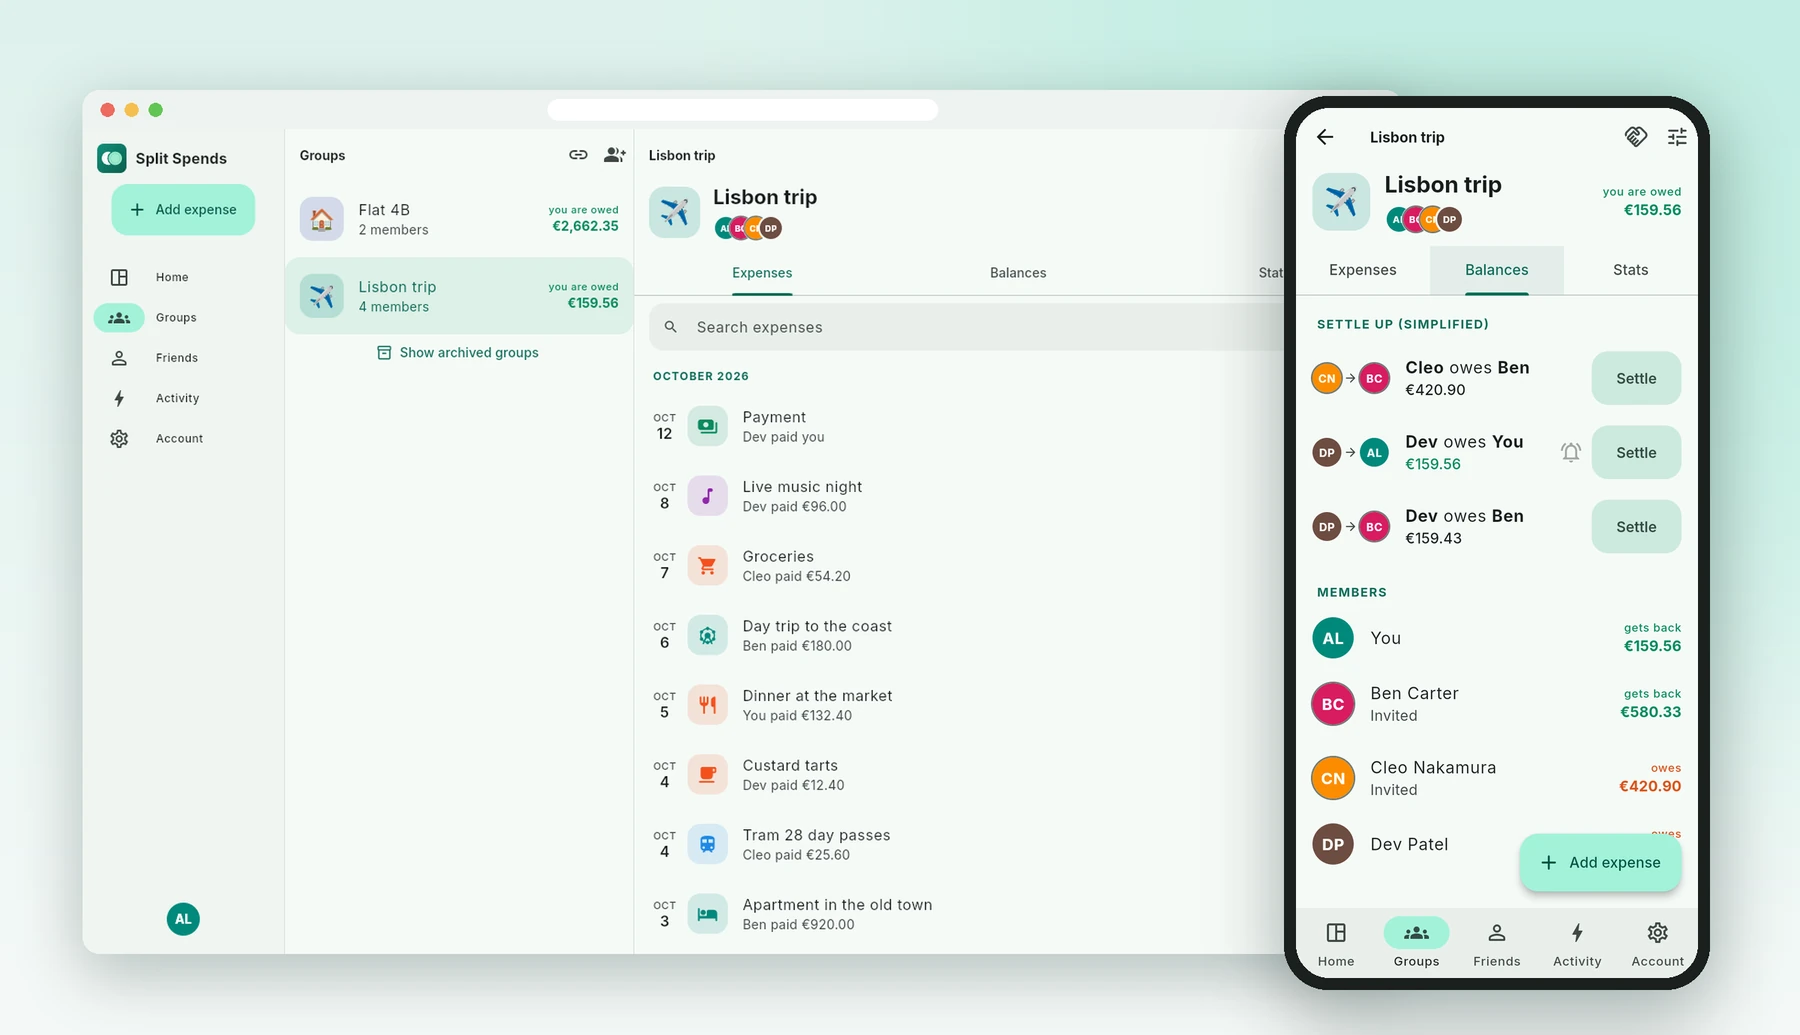 Split Spends
Add expense
Home
Groups
Friends
Activity
Account
AL
Groups
Flat 4B
2 members
you are owed
€2,662.35
Lisbon trip
4 members
you are owed
€159.56
Show archived groups
Lisbon trip
Lisbon trip
DP
Expenses
Balances
Stat
Search expenses
OCTOBER 2026
OCT
12
Payment
Dev paid you
OCT
8
Live music night
Dev paid €96.00
OCT
7
Groceries
Cleo paid €54.20
OCT
6
Day trip to the coast
Ben paid €180.00
OCT
5
Dinner at the market
You paid €132.40
OCT
4
Custard tarts
Dev paid €12.40
OCT
4
Tram 28 day passes
Cleo paid €25.60
OCT
3
Apartment in the old town
Ben paid €920.00
Lisbon trip
Lisbon trip
DP
you are owed
€159.56
Expenses
Balances
Stats
SETTLE UP (SIMPLIFIED)
CN
BC
Cleo owes Ben
€420.90
Settle
DP
AL
Dev owes You
€159.56
Settle
DP
BC
Dev owes Ben
€159.43
Settle
MEMBERS
AL
You
gets back
€159.56
BC
Ben Carter
Invited
gets back
€580.33
CN
Cleo Nakamura
Invited
owes
€420.90
DP
Dev Patel
owes
Add expense
Home
Groups
Friends
Activity
Account